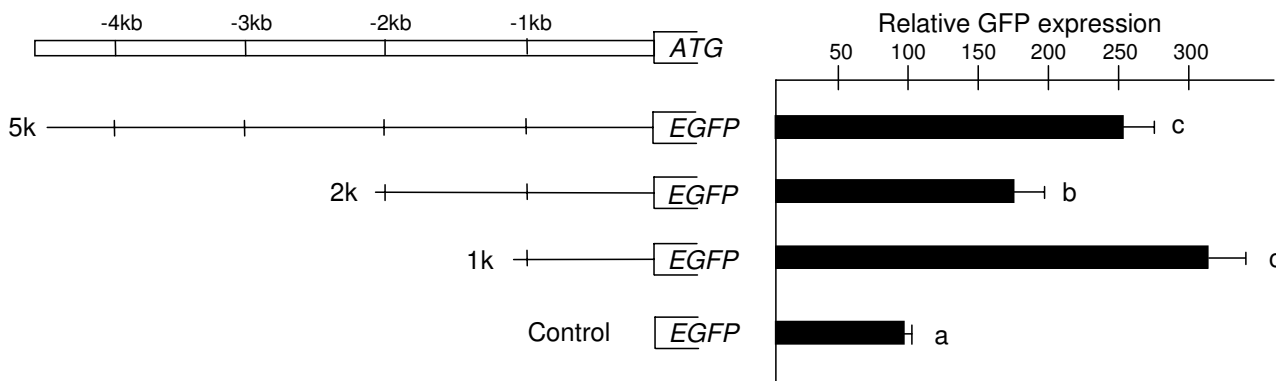 -4kb -3kb -2kb -1kb
ATG
Relative GFP expression
50 100 150 200 250 300
5k EGFP c
2k EGFP b
1k EGFP
Control EGFP a